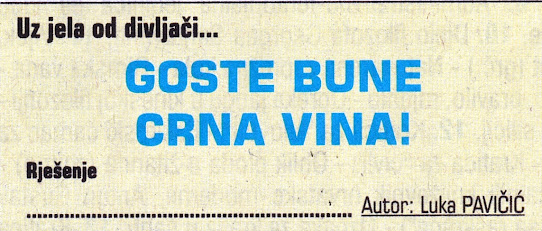 Uz jela od divljači...
GOSTE BUNE
CRNA VINA!
Rješenje
................................................ Autor: Luka PAVIČIĆ